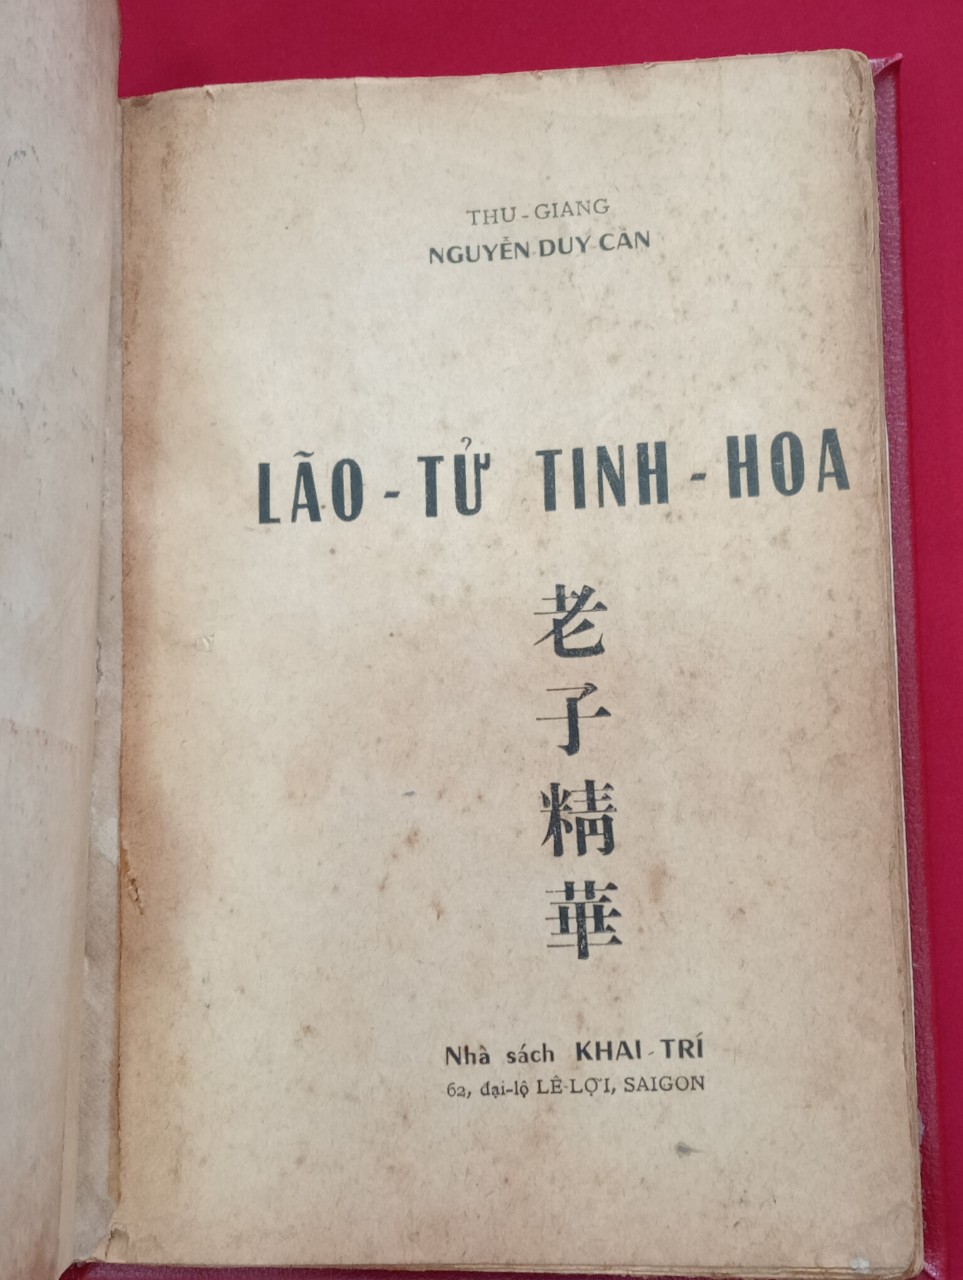 THU-GIANG
NGUYỄN DUY CẦN
LÃO-TỬ TINH-HOA
老
子
精
華
Nhà sách KHAI-TRÍ
62, đại-lộ LÊ-LỢI, SAIGON